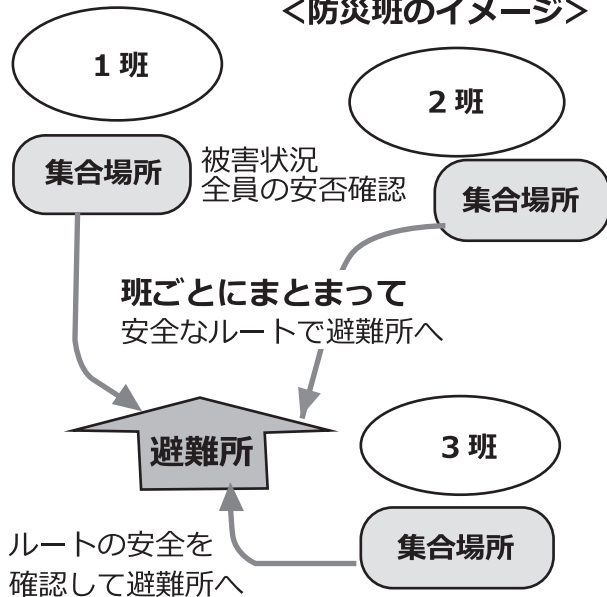 <防災班のイメージ>
1班
2班
集合場所
被害状況
全員の安否確認
集合場所
班ごとにまとまって
安全なルートで避難所へ
避難所
3班
ルートの安全を
確認して避難所へ
集合場所